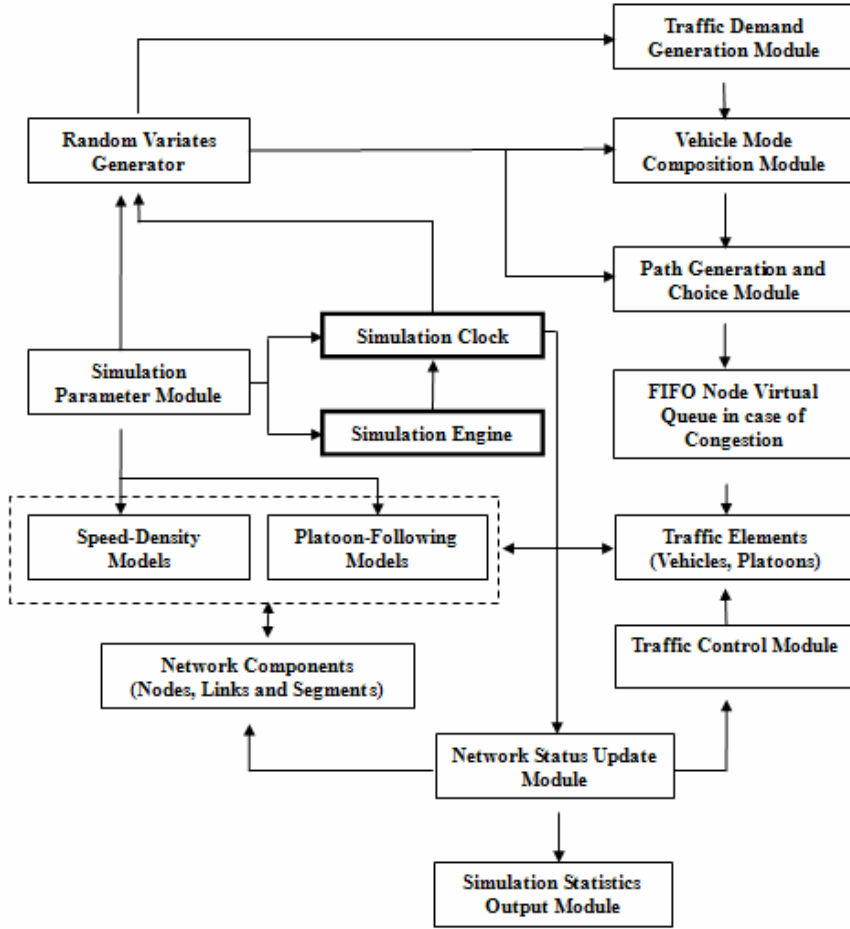 Traffic Demand
Generation Module
Random Variates
Generator
Vehicle Mode
Composition Module
Path Generation and
Choice Module
Simulation Clock
Simulation
Parameter Module
FIFO Node Virtual
Queue in case of
Congestion
Simulation Engine
Speed-Density
Models
Platoon-Following
Models
Traffic Elements
(Vehicles, Platoons)
Traffic Control Module
Network Components
(Nodes, Links and Segments)
Network Status Update
Module
Simulation Statistics
Output Module